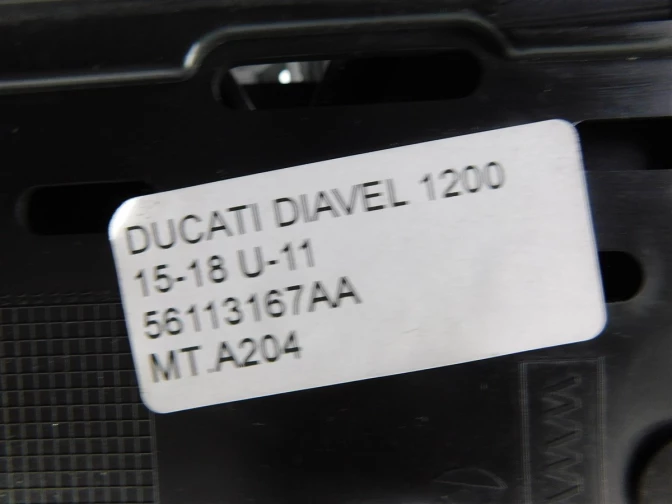 DUCATI DIAVEL 1200
15-18 U-11
56113167AA
MT.A204